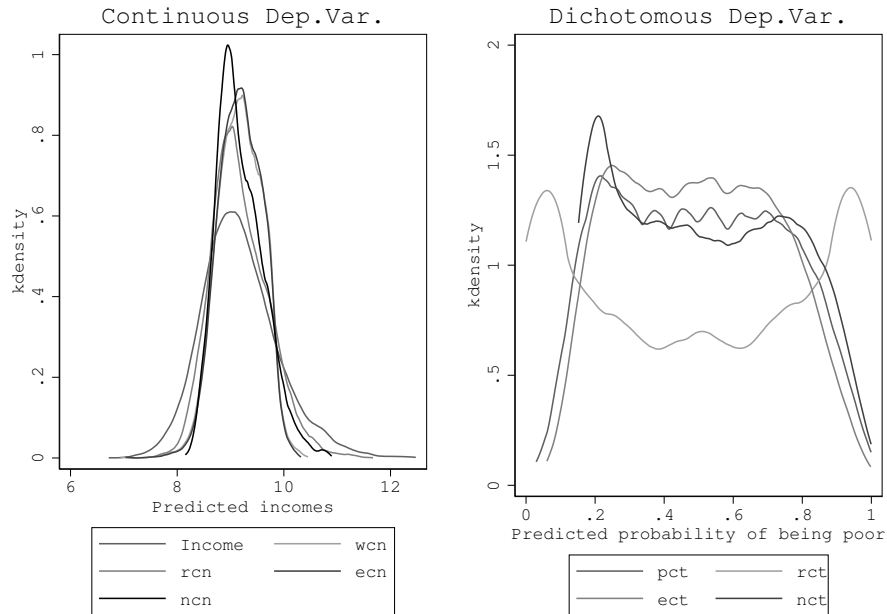 Continuous Dep.Var.
kdensity
1
.8
.6
.4
.2
0
6 8 10 12
Predicted incomes
Income wcn
rcn ecn
ncn
Dichotomous Dep.Var.
kdensity
2
1.5
1
.5
0
0 .2 .4 .6 .8 1
Predicted probability of being poor
pct rct
ect nct